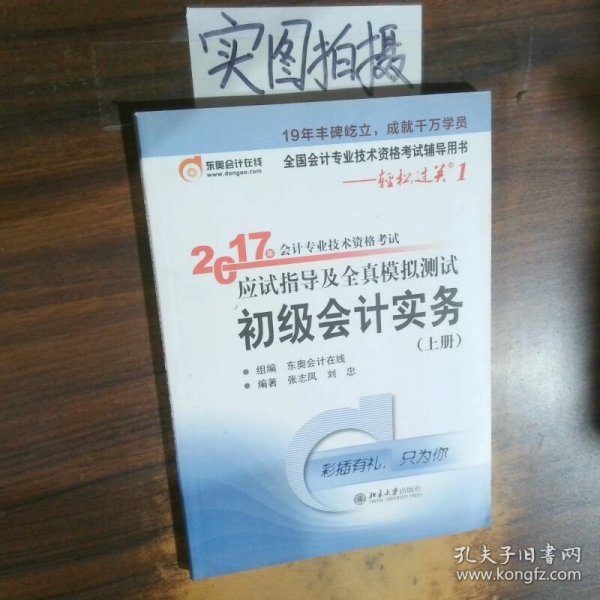 实图拍摄
19年丰碑屹立，成就千万学员
东奥会计在线
www.dongao.com
全国会计专业技术资格考试辅导用书
——轻松过关®1
2017年会计专业技术资格考试
应试指导及全真模拟测试
初级会计实务
（上册）
组编 东奥会计在线
编著 张志凤 刘忠
彩插有礼，只为你
北京大学出版社
孔夫子旧书网
www.kongfz.com